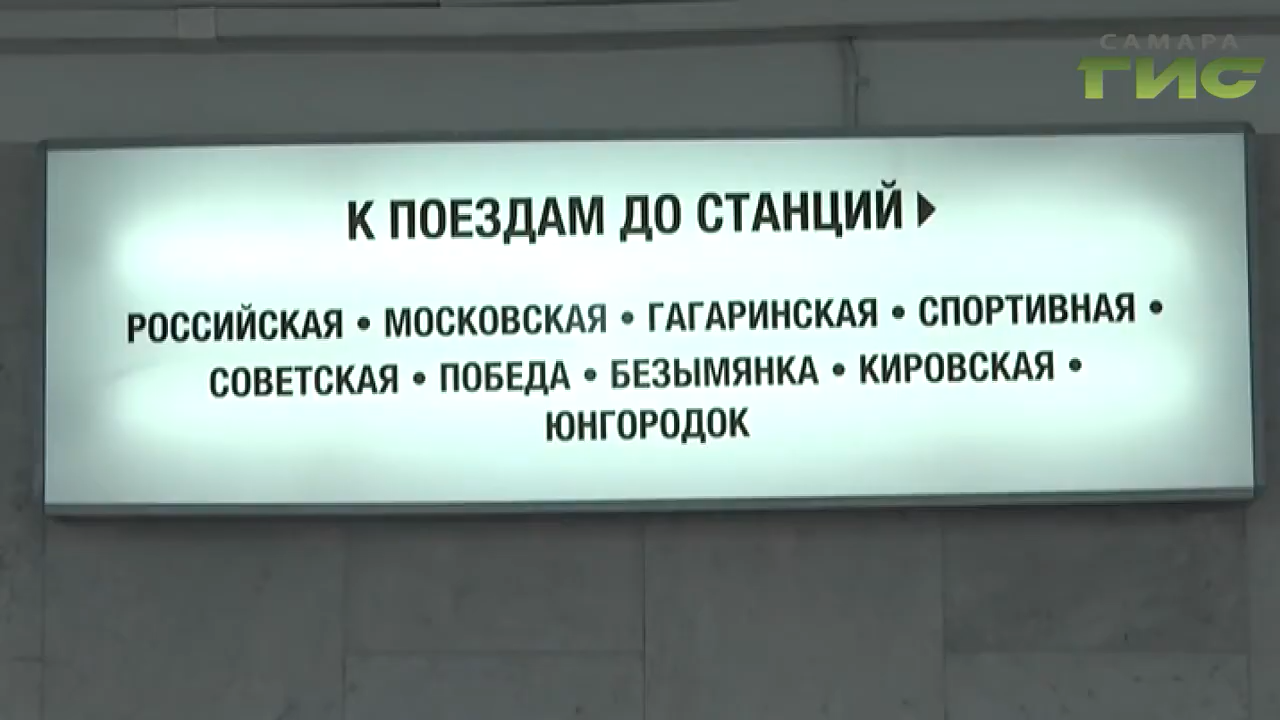 САМАРА
ГИС
К ПОЕЗДАМ ДО СТАНЦИЙ ▶
РОССИЙСКАЯ • МОСКОВСКАЯ • ГАГАРИНСКАЯ • СПОРТИВНАЯ •
СОВЕТСКАЯ • ПОБЕДА • БЕЗЫМЯНКА • КИРОВСКАЯ •
ЮНГОРОДОК